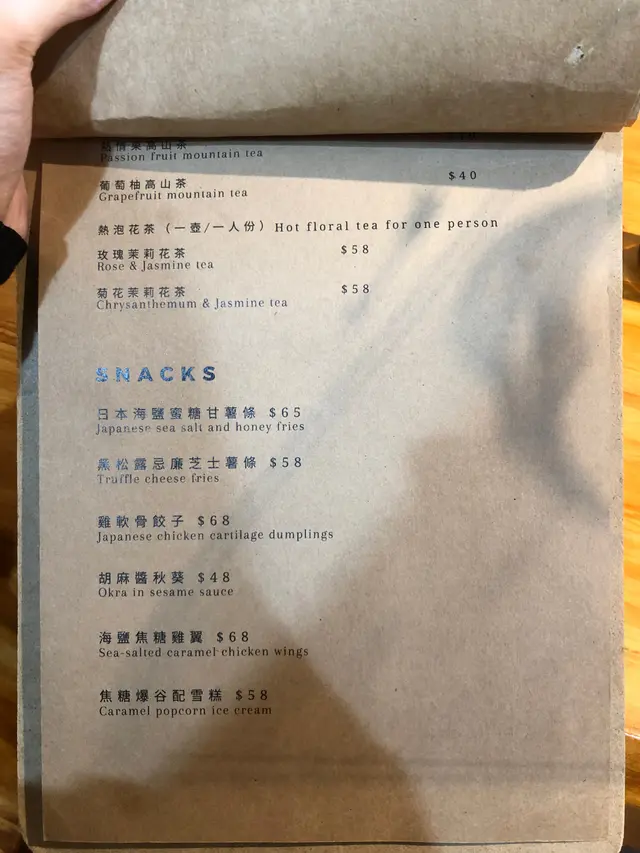 情果高山茶
Passion fruit mountain tea
葡萄柚高山茶 $40
Grapefruit mountain tea
熱泡花茶（一壺/一人份）Hot floral tea for one person
玫瑰茉莉花茶 $58
Rose & Jasmine tea
菊花茉莉花茶 $58
Chrysanthemum & Jasmine tea
SNACKS
日本海鹽蜜糖甘薯條 $65
Japanese sea salt and honey fries
黑松露忌廉芝士薯條 $58
Truffle cheese fries
雞軟骨餃子 $68
Japanese chicken cartilage dumplings
胡麻醬秋葵 $48
Okra in sesame sauce
海鹽焦糖雞翼 $68
Sea-salted caramel chicken wings
焦糖爆谷配雪糕 $58
Caramel popcorn ice cream